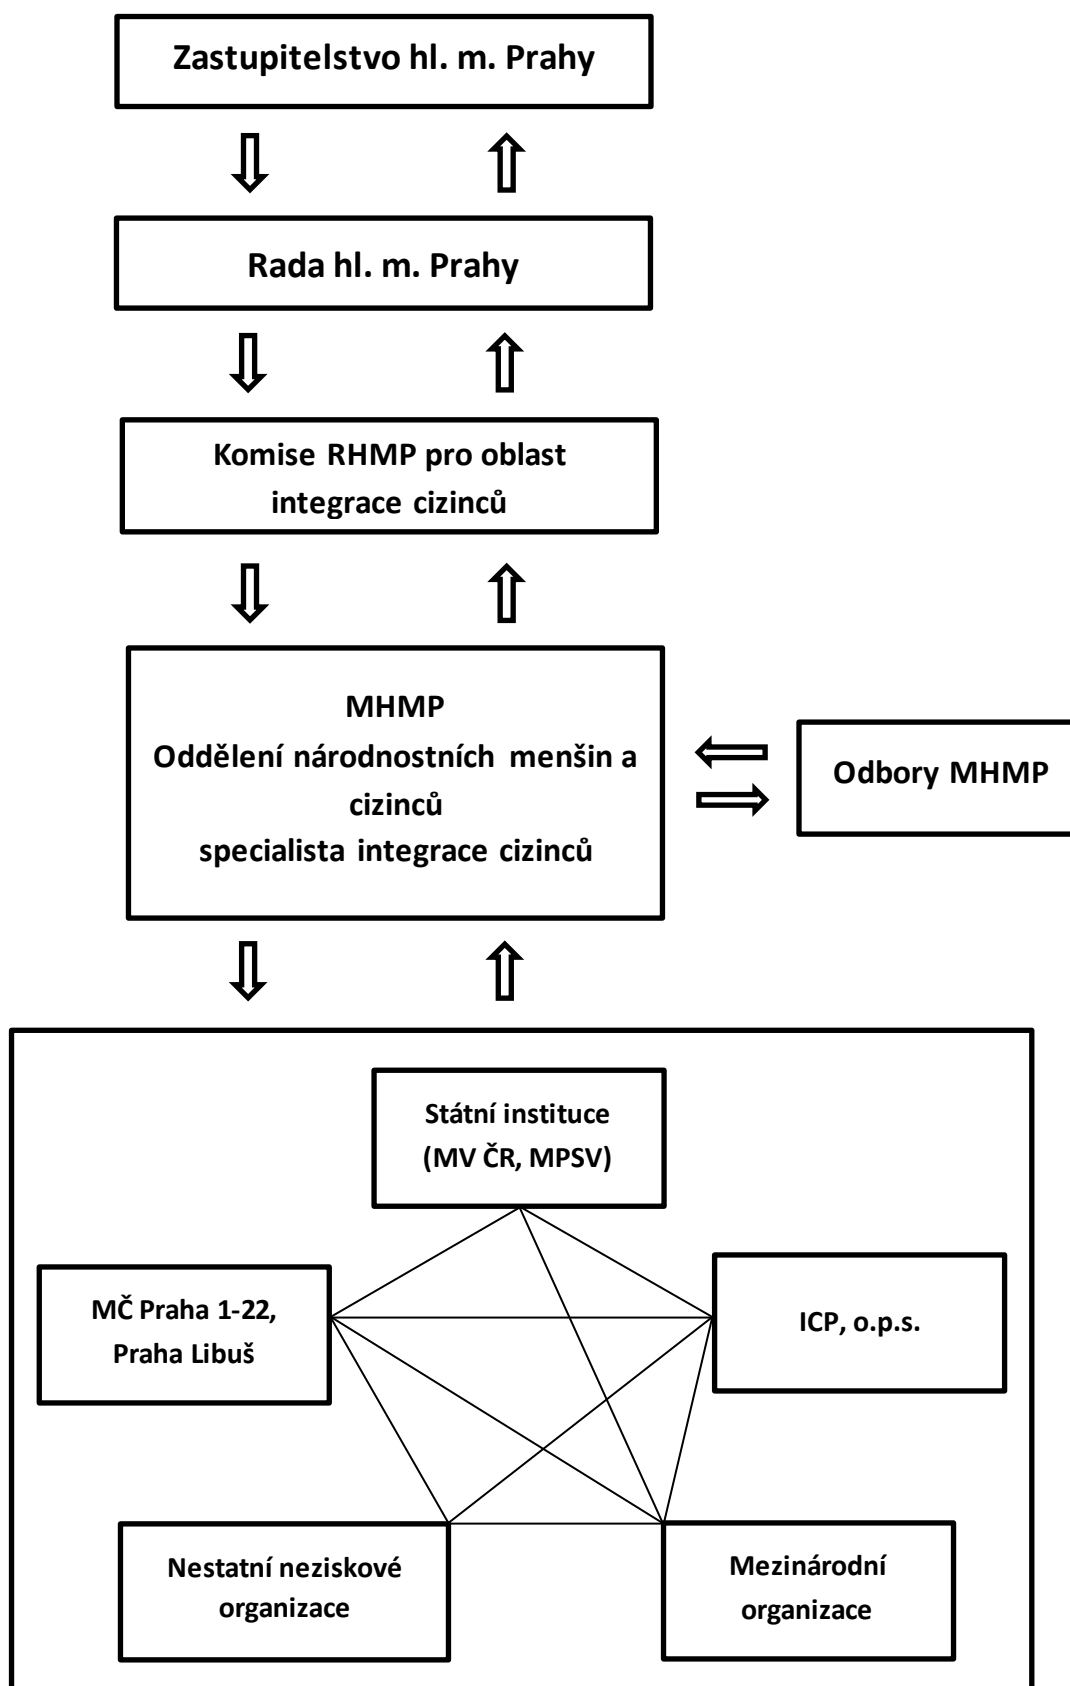 Zastupitelstvo hl. m. Prahy
Rada hl. m. Prahy
Komise RHMP pro oblast
integrace cizinců
MHMP
Oddělení národnostních menšin a
cizinců
specialista integrace cizinců
Odbory MHMP
Státní instituce
(MV ČR, MPSV)
MČ Praha 1-22,
Praha Libuš
ICP, o.p.s.
Nestatní neziskové
organizace
Mezinárodní
organizace